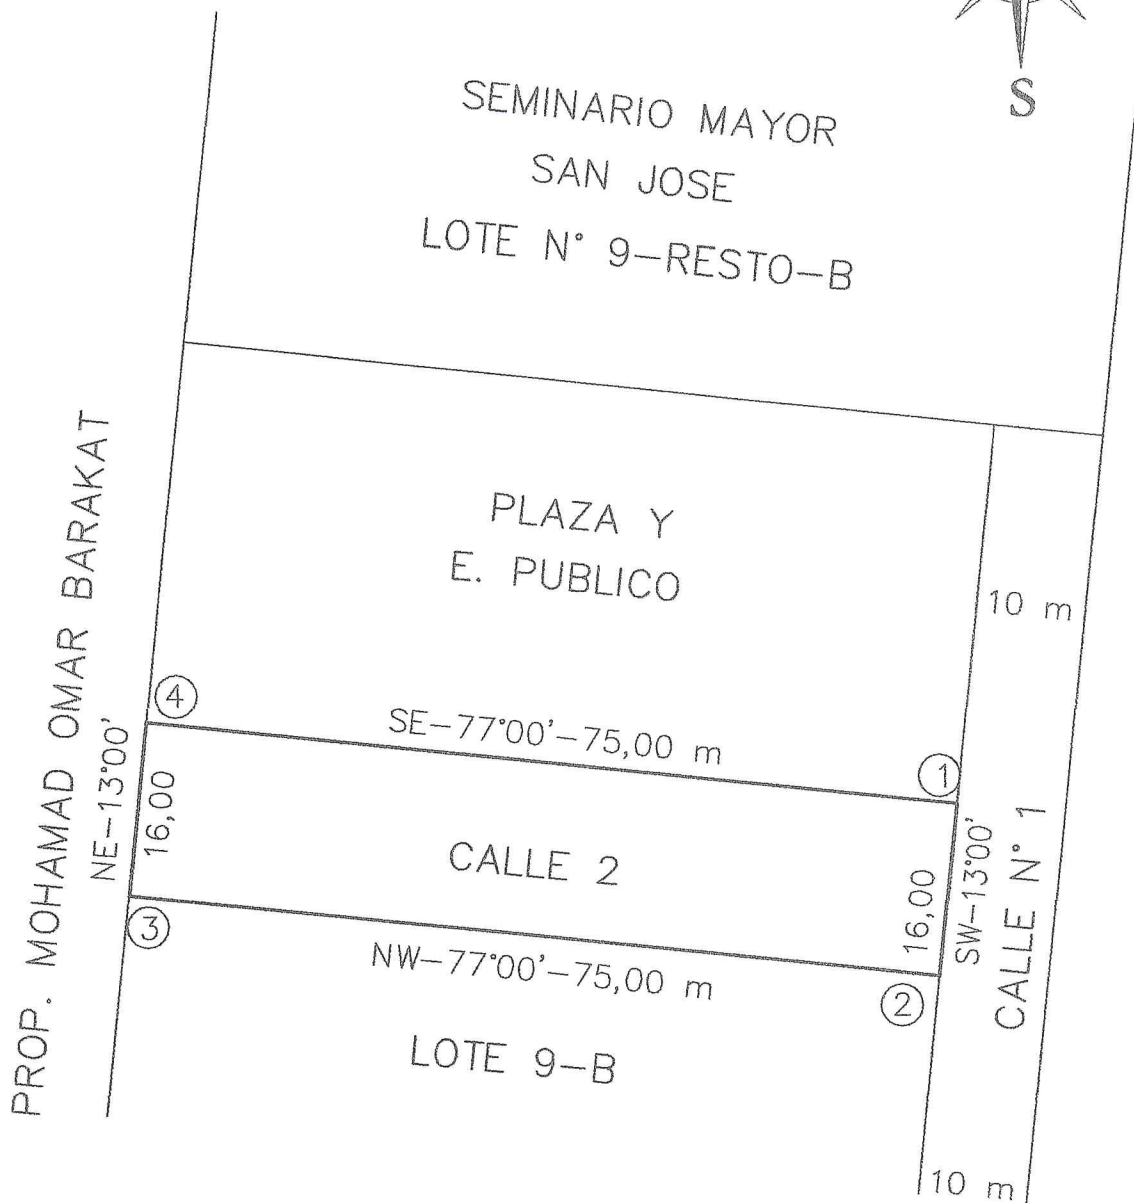 S
SEMINARIO MAYOR
SAN JOSE
LOTE N° 9-RESTO-B
PLAZA Y
E. PUBLICO
10 m
PROP. MOHAMAD OMAR BARAKAT
4
SE-77°00'-75,00 m
1
NE-13°00'
16,00
CALLE 2
16,00
SW-13°00'
CALLE N° 1
3
NW-77°00'-75,00 m
2
LOTE 9-B
10 m